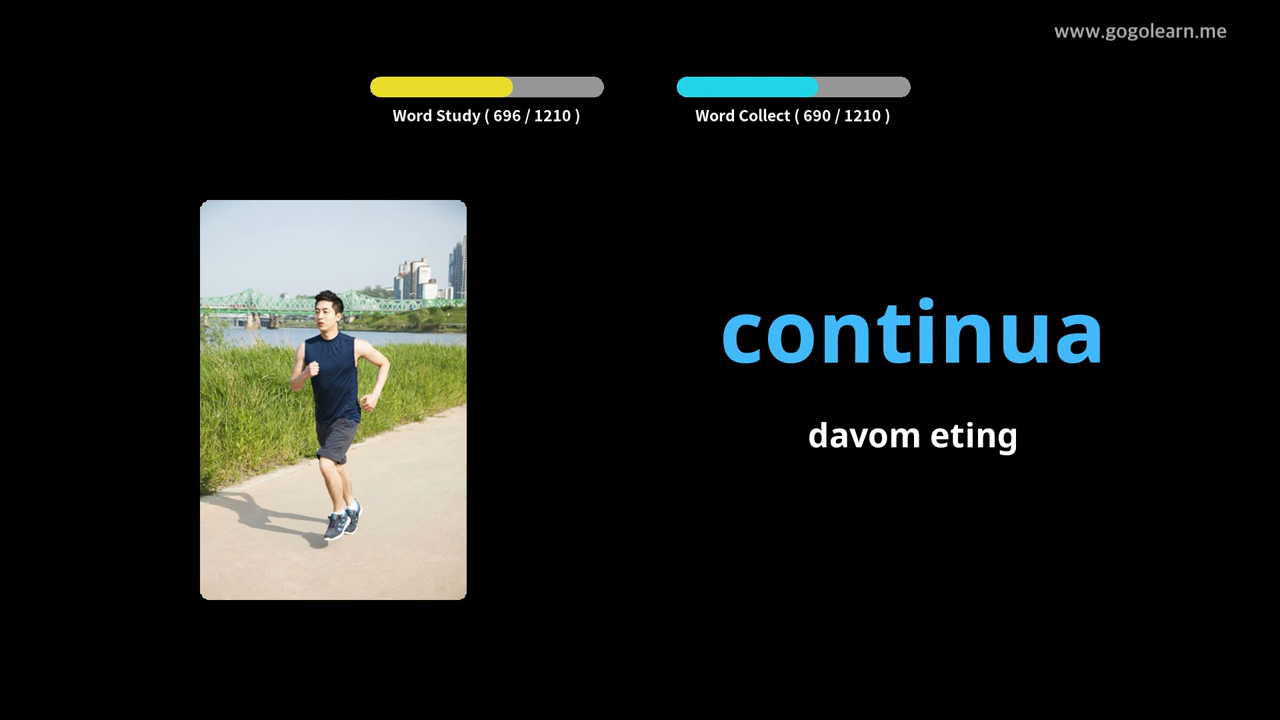 www.gogolearn.me
Word Study ( 696 / 1210 )
Word Collect ( 690 / 1210 )
continua
davom eting